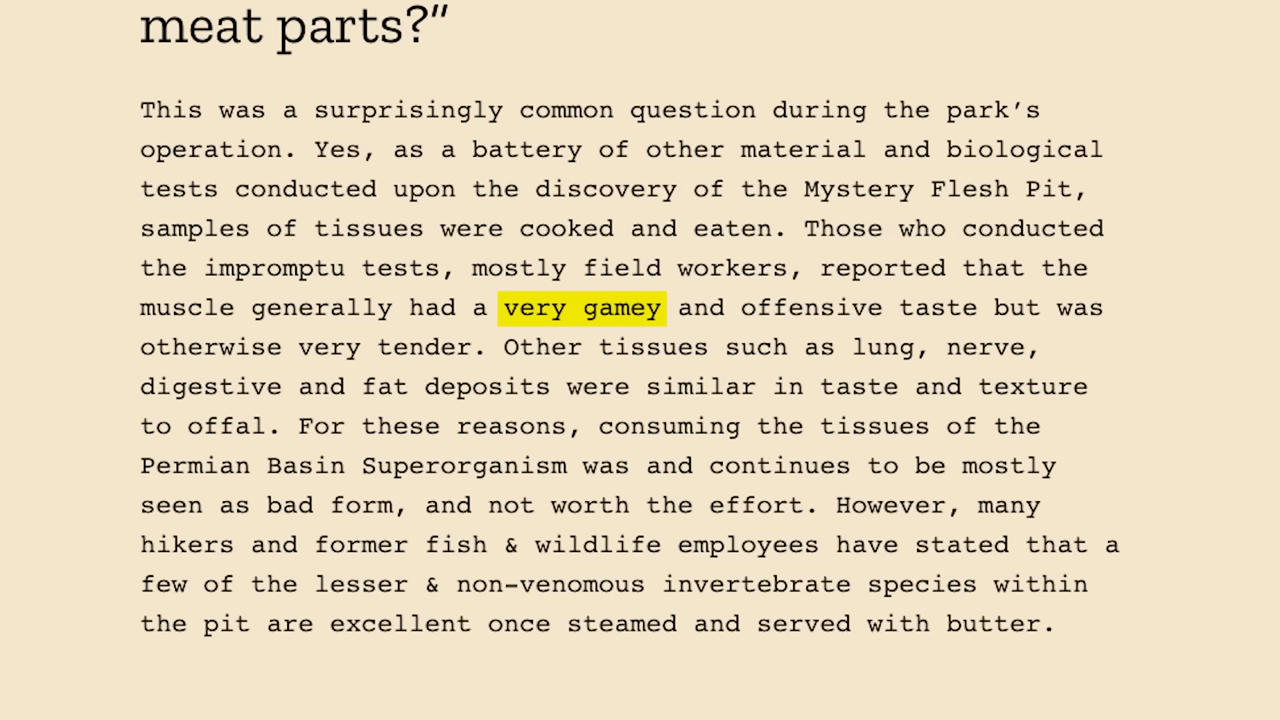 meat parts?”
This was a surprisingly common question during the park’s
operation. Yes, as a battery of other material and biological
tests conducted upon the discovery of the Mystery Flesh Pit,
samples of tissues were cooked and eaten. Those who conducted
the impromptu tests, mostly field workers, reported that the
muscle generally had a very gamey and offensive taste but was
otherwise very tender. Other tissues such as lung, nerve,
digestive and fat deposits were similar in taste and texture
to offal. For these reasons, consuming the tissues of the
Permian Basin Superorganism was and continues to be mostly
seen as bad form, and not worth the effort. However, many
hikers and former fish & wildlife employees have stated that a
few of the lesser & non-venomous invertebrate species within
the pit are excellent once steamed and served with butter.